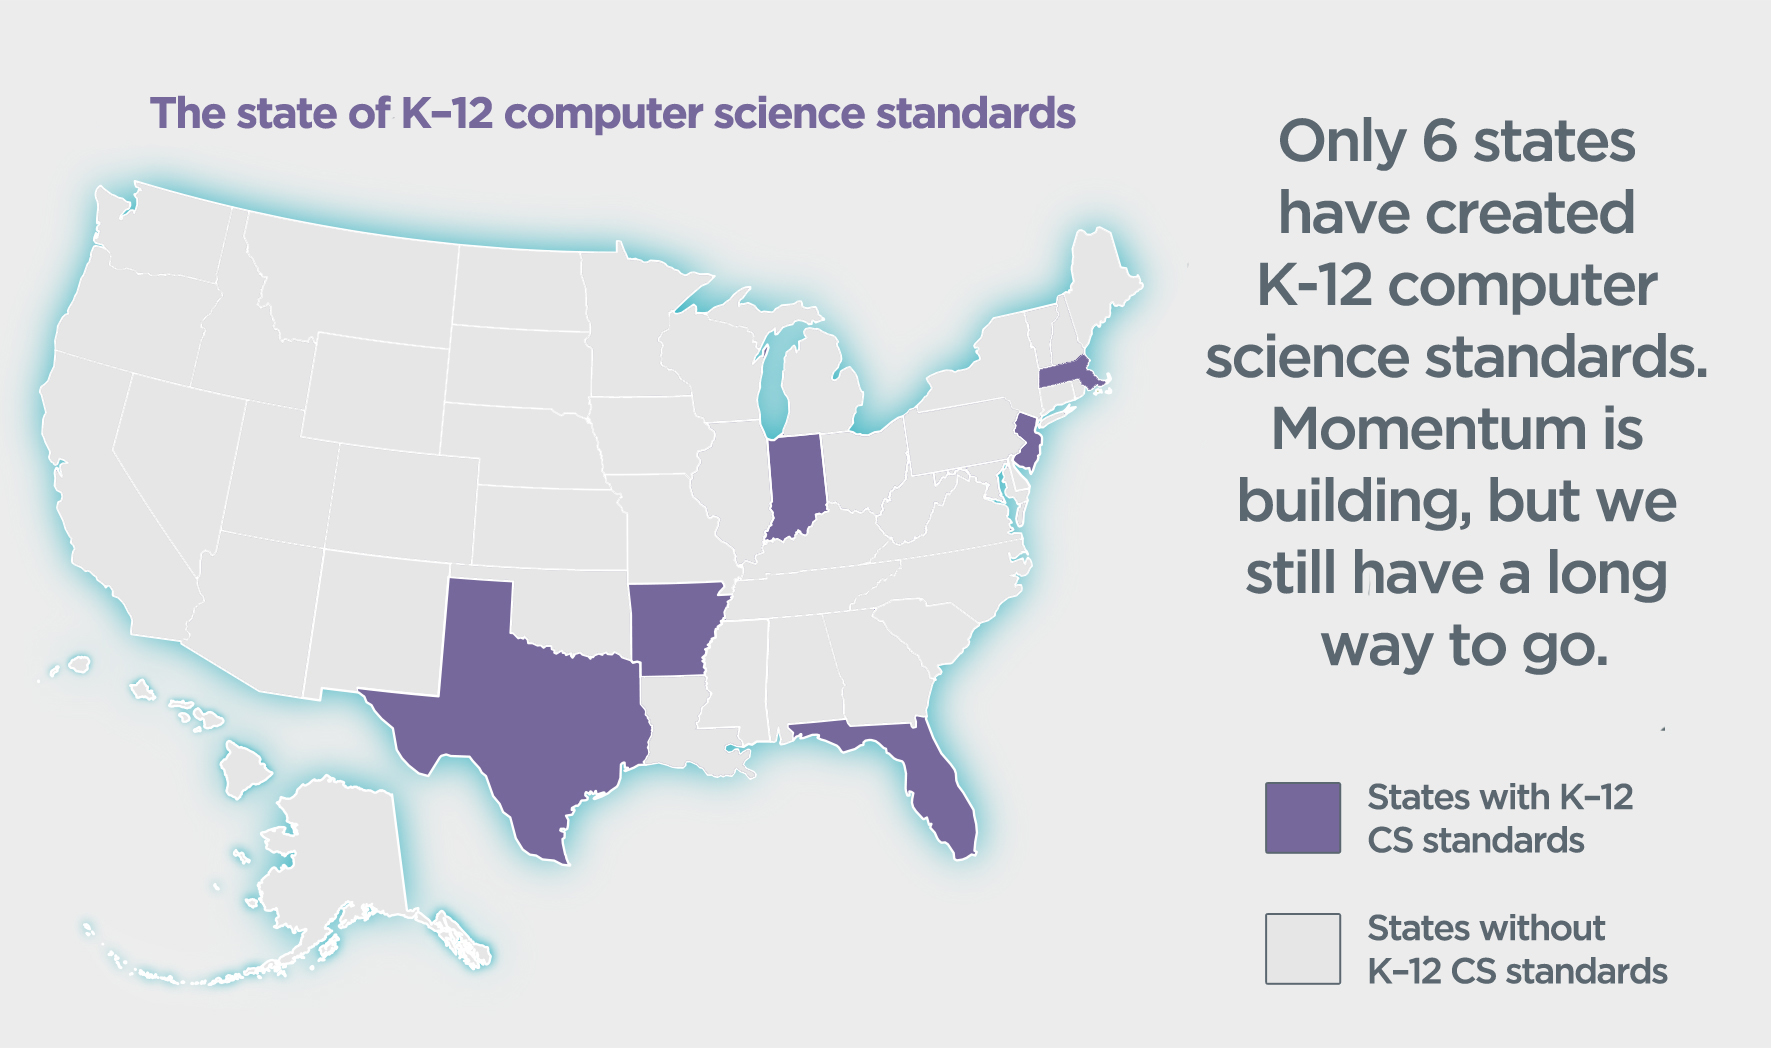 The state of K–12 computer science standards
Only 6 states
have created
K-12 computer
science standards.
Momentum is
building, but we
still have a long
way to go.
States with K–12
CS standards
States without
K–12 CS standards